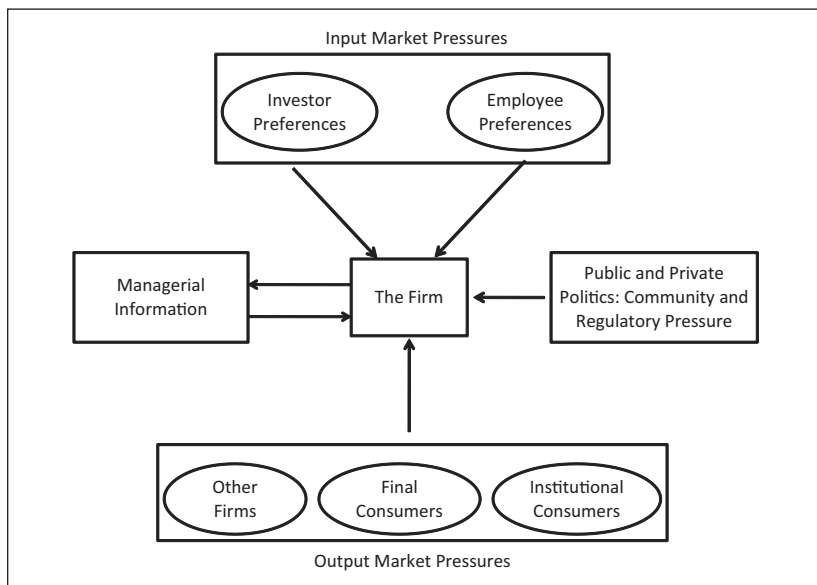 Input Market Pressures
Investor
Preferences
Employee
Preferences
Managerial
Information
The Firm
Public and Private
Politics: Community and
Regulatory Pressure
Other
Firms
Final
Consumers
Institutional
Consumers
Output Market Pressures